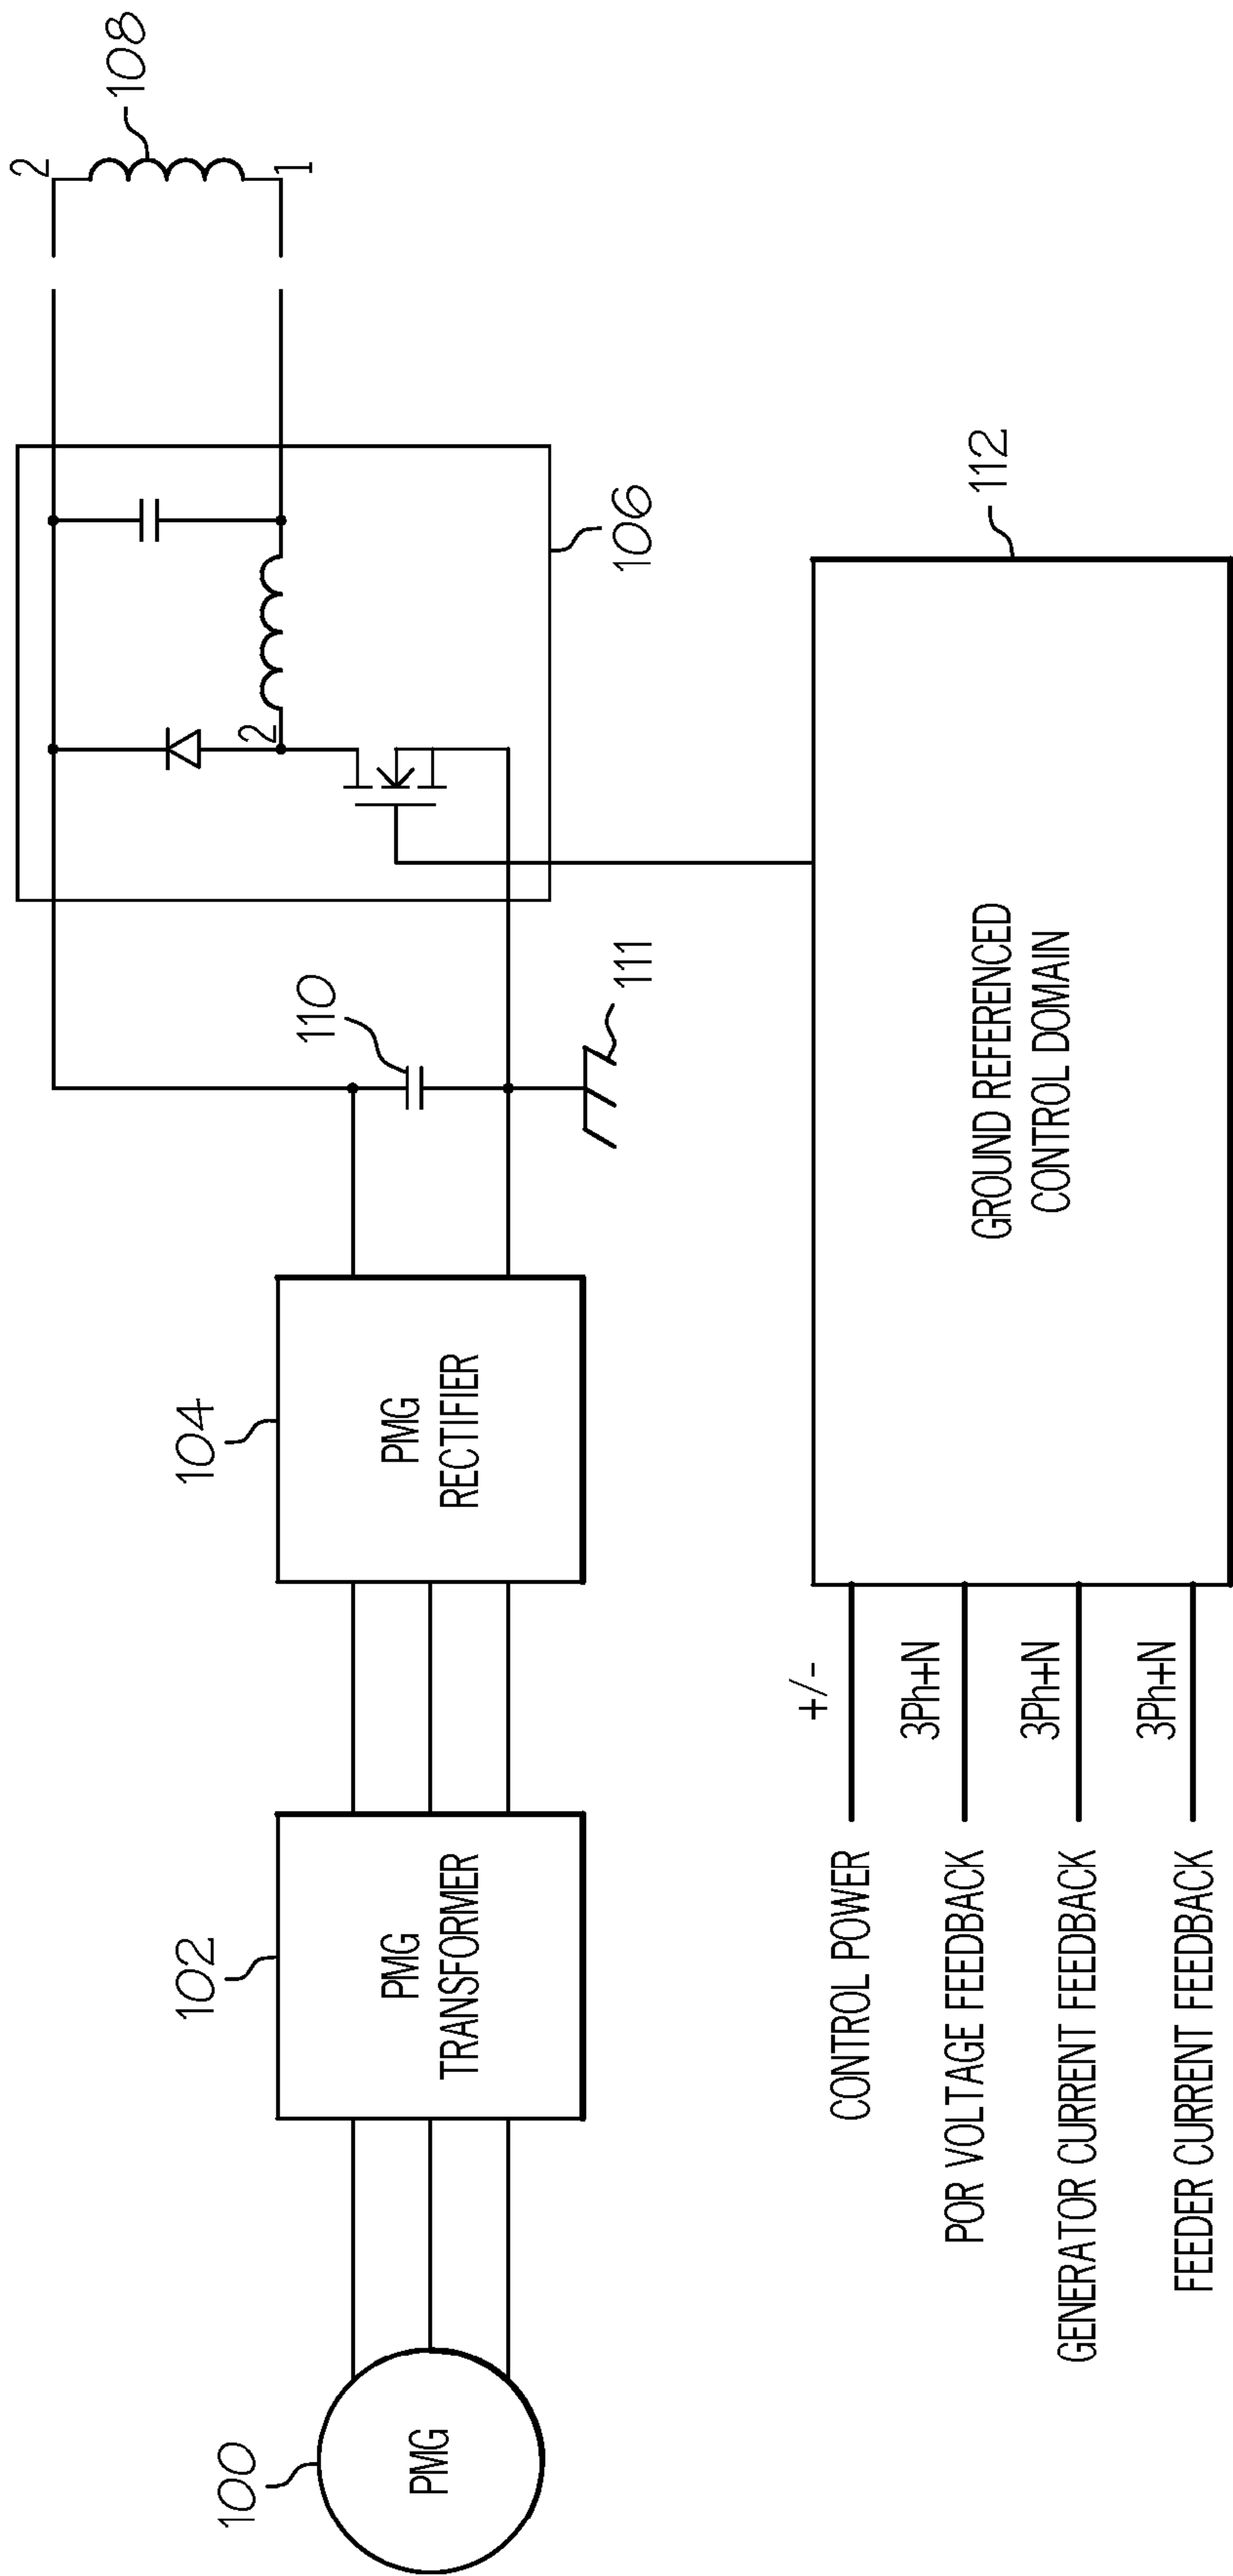 100
PMG
102
PMG
TRANSFORMER
104
PMG
RECTIFIER
110
111
2
106
2
1
108
CONTROL POWER
+/-
POR VOLTAGE FEEDBACK
3Ph+N
GENERATOR CURRENT FEEDBACK
3Ph+N
FEEDER CURRENT FEEDBACK
3Ph+N
GROUND REFERENCED
CONTROL DOMAIN
112